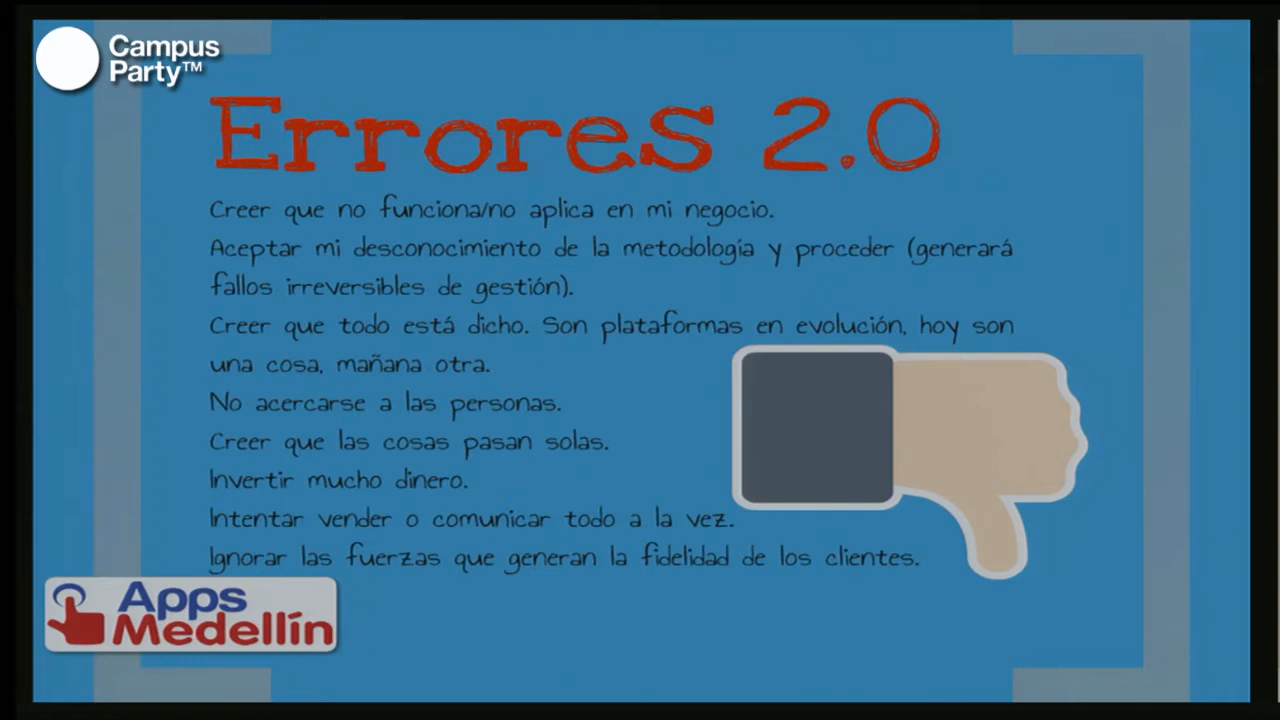 Campus
Party™
Errores 2.0
Creer que no funciona/no aplica en mi negocio.
Aceptar mi desconocimiento de la metodología y proceder (generará
fallos irreversibles de gestión).
Creer que todo está dicho. Son plataformas en evolución, hoy son
una cosa, mañana otra.
No acercarse a las personas.
Creer que las cosas pasan solas.
Invertir mucho dinero.
Intentar vender o comunicar todo a la vez.
Ignorar las fuerzas que generan la fidelidad de los clientes.
Apps
Medellín